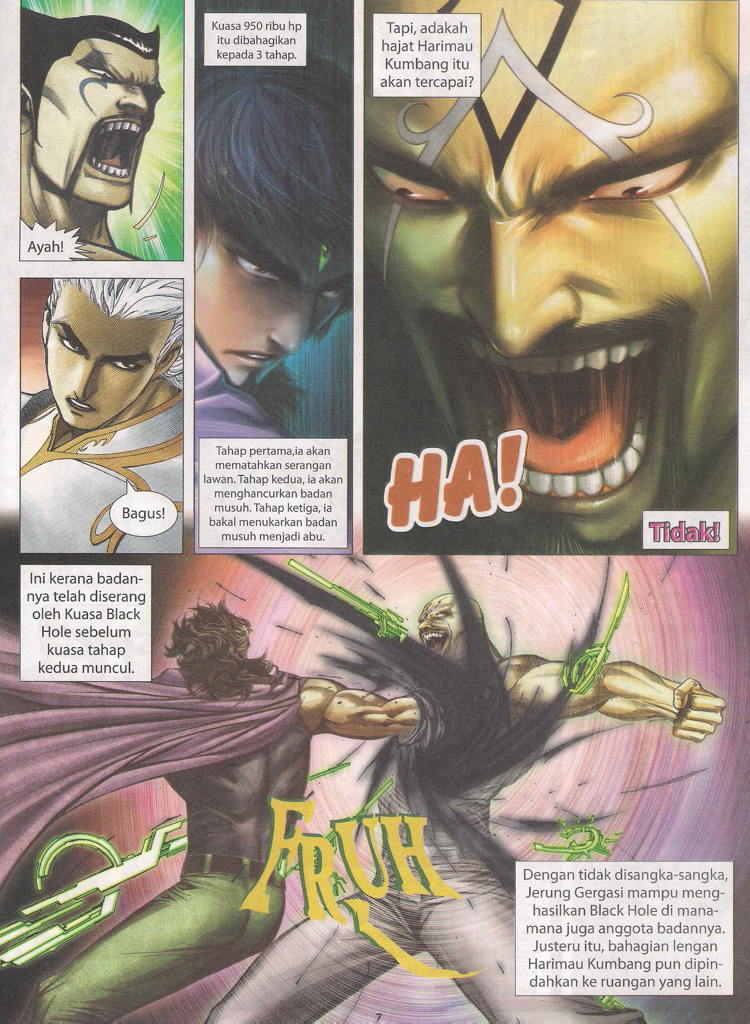 Ayah!
Bagus!
Kuasa 950 ribu hp
itu dibahagikan
kepada 3 tahap.
Tahap pertama,ia akan
mematahkan serangan
lawan. Tahap kedua, ia akan
menghancurkan badan
musuh. Tahap ketiga, ia
bakal menukarkan badan
musuh menjadi abu.
Tapi, adakah
hajat Harimau
Kumbang itu
akan tercapai?
HA!
Tidak!
Ini kerana badan-
nya telah diserang
oleh Kuasa Black
Hole sebelum
kuasa tahap
kedua muncul.
FRUH
Dengan tidak disangka-sangka,
Jerung Gergasi mampu meng-
hasilkan Black Hole di mana-
mana juga anggota badannya.
Justeru itu, bahagian lengan
Harimau Kumbang pun dipin-
dahkan ke ruangan yang lain.
7